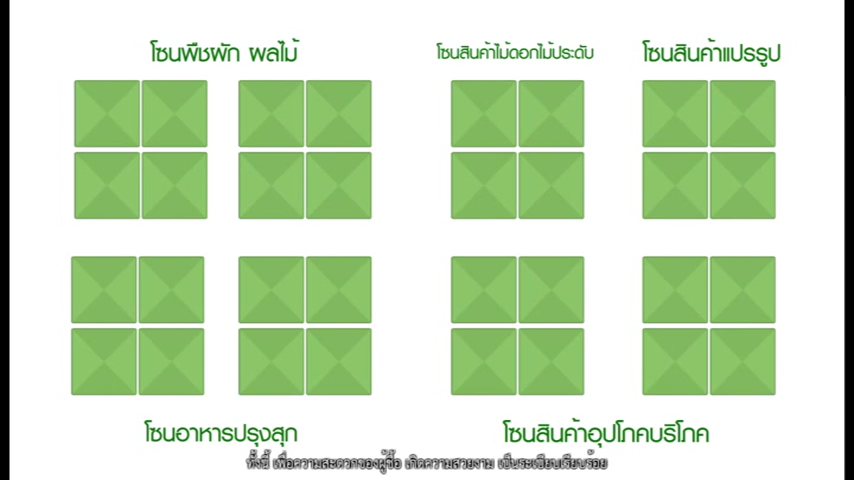 โซนพืชผัก ผลไม้
โซนสินค้าไม้ดอกไม้ประดับ
โซนสินค้าแปรรูป
โซนอาหารปรุงสุก
โซนสินค้าอุปโภคบริโภค
ทั้งนี้ เพื่อความสะดวกของผู้ซื้อ เกิดความสวยงาม เป็นระเบียบเรียบร้อย